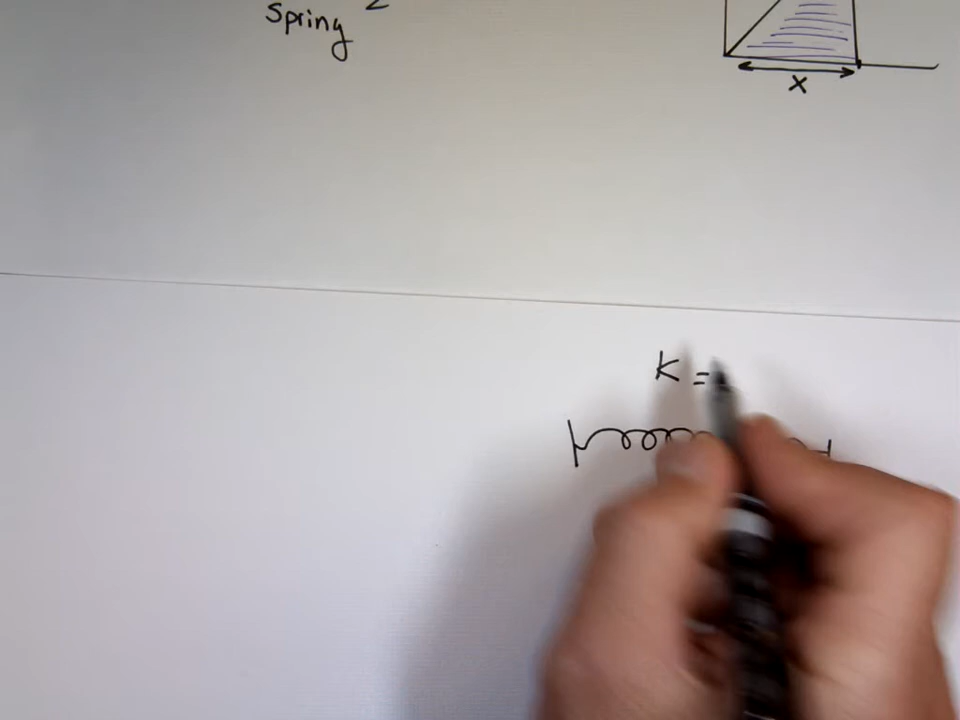 Spring
x
K =